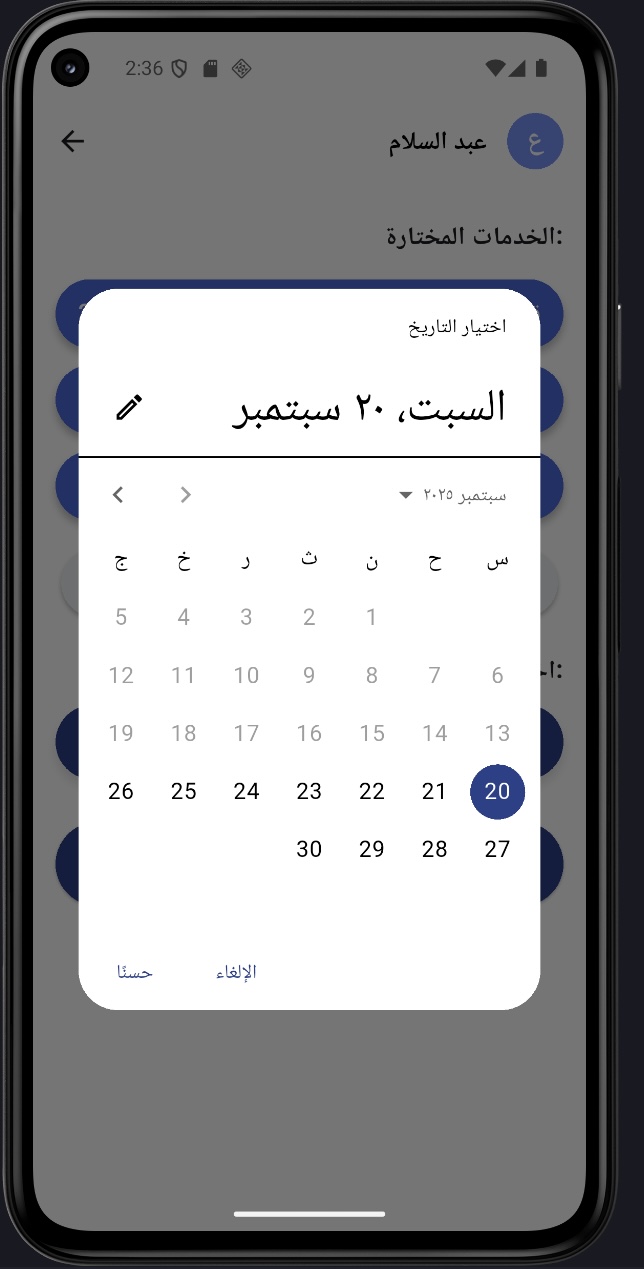 2:36
عبد السلام ع
الخدمات المختارة:
اختيار التاريخ
السبت، ٢٠ سبتمبر
سبتمبر ٢٠٢٥
س ح ن ث ر خ ج
1 2 3 4 5
6 7 8 9 10 11 12
13 14 15 16 17 18 19
20 21 22 23 24 25 26
27 28 29 30
الإلغاء حسنًا